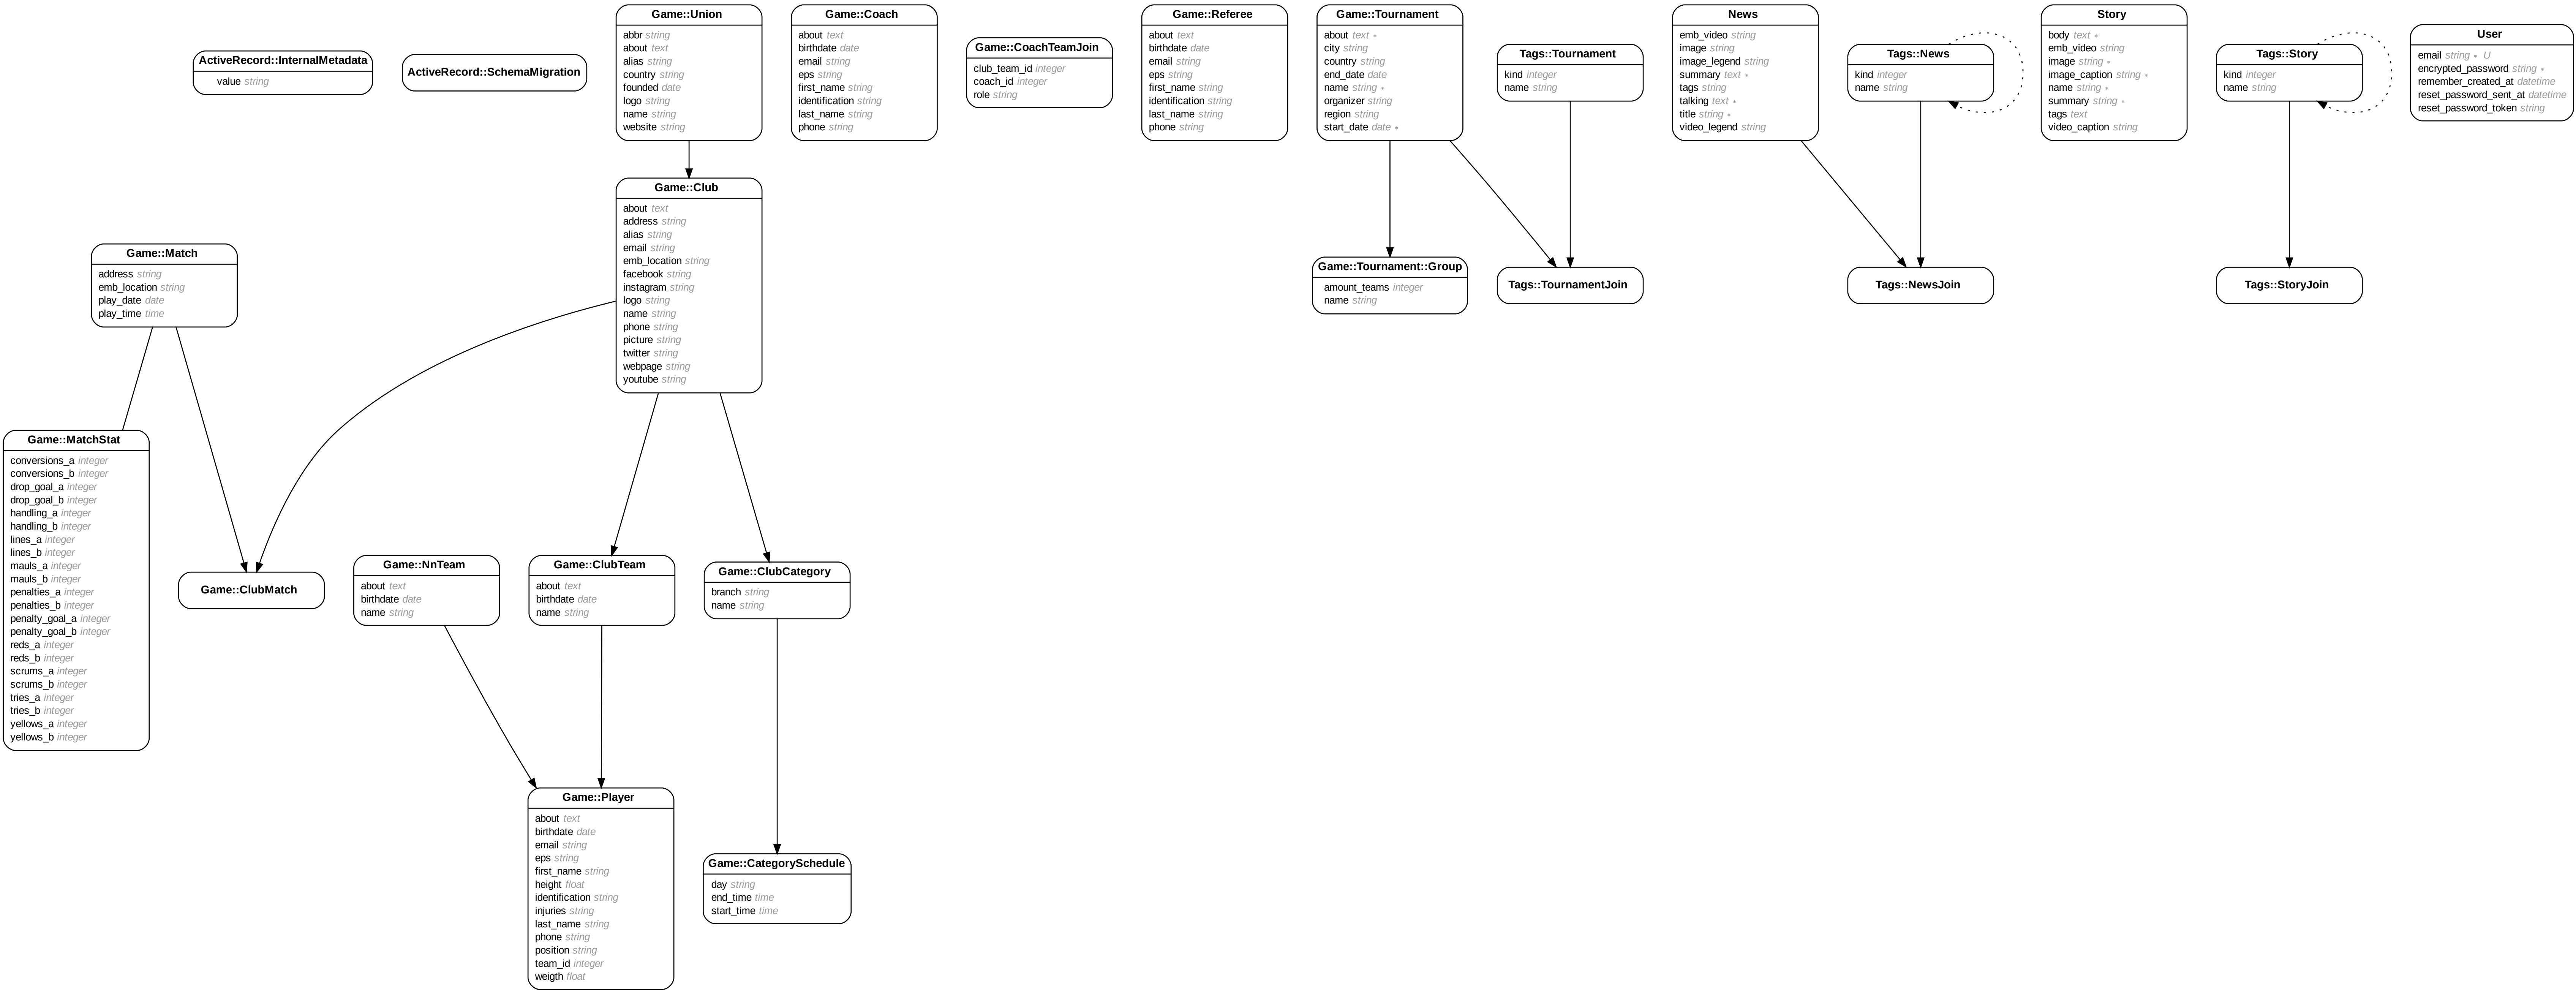 ActiveRecord::InternalMetadata
value string
ActiveRecord::SchemaMigration
Game::Union
abbr string
about text
alias string
country string
founded date
logo string
name string
website string
Game::Coach
about text
birthdate date
email string
eps string
first_name string
identification string
last_name string
phone string
Game::CoachTeamJoin
club_team_id integer
coach_id integer
role string
Game::Referee
about text
birthdate date
email string
eps string
first_name string
identification string
last_name string
phone string
Game::Tournament
about text ∗
city string
country string
end_date date
name string ∗
organizer string
region string
start_date date ∗
Tags::Tournament
kind integer
name string
News
emb_video string
image string
image_legend string
summary text ∗
tags string
talking text ∗
title string ∗
video_legend string
Tags::News
kind integer
name string
Story
body text ∗
emb_video string
image string ∗
image_caption string ∗
name string ∗
summary string ∗
tags text
video_caption string
Tags::Story
kind integer
name string
User
email string ∗ U
encrypted_password string ∗
remember_created_at datetime
reset_password_sent_at datetime
reset_password_token string
Game::Club
about text
address string
alias string
email string
emb_location string
facebook string
instagram string
logo string
name string
phone string
picture string
twitter string
webpage string
youtube string
Game::Match
address string
emb_location string
play_date date
play_time time
Game::Tournament::Group
amount_teams integer
name string
Tags::TournamentJoin
Tags::NewsJoin
Tags::StoryJoin
Game::MatchStat
conversions_a integer
conversions_b integer
drop_goal_a integer
drop_goal_b integer
handling_a integer
handling_b integer
lines_a integer
lines_b integer
mauls_a integer
mauls_b integer
penalties_a integer
penalties_b integer
penalty_goal_a integer
penalty_goal_b integer
reds_a integer
reds_b integer
scrums_a integer
scrums_b integer
tries_a integer
tries_b integer
yellows_a integer
yellows_b integer
Game::ClubMatch
Game::NnTeam
about text
birthdate date
name string
Game::ClubTeam
about text
birthdate date
name string
Game::ClubCategory
branch string
name string
Game::Player
about text
birthdate date
email string
eps string
first_name string
height float
identification string
injuries string
last_name string
phone string
position string
team_id integer
weigth float
Game::CategorySchedule
day string
end_time time
start_time time